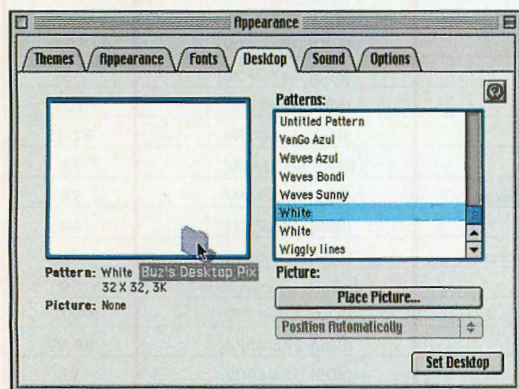 Appearance
Themes Appearance Fonts Desktop Sound Options
Patterns:
Untitled Pattern
VanGo Azul
Waves Azul
Waves Bondi
Waves Sunny
White
White
Wiggly lines
Pattern: White
Buz's Desktop Pix
32 X 32, 3K
Picture: None
Picture:
Place Picture...
Position Automatically
Set Desktop